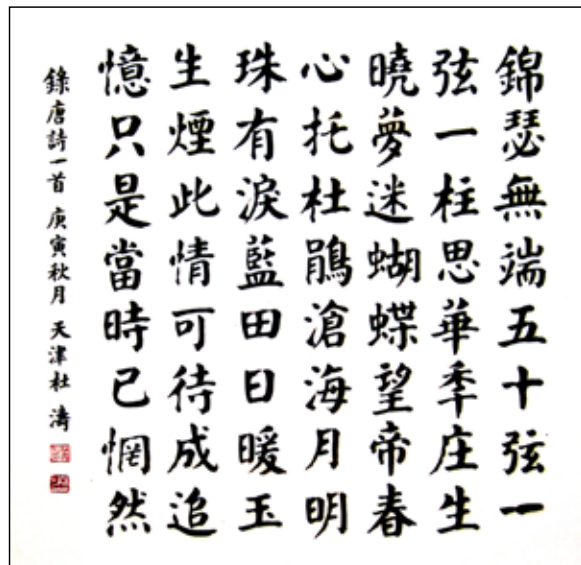 錦瑟無端五十弦一
弦一柱思華秊庄生
曉夢迷蝴蝶望帝春
心托杜鵑滄海月明
珠有淚藍田日暖玉
生煙此情可待成追
憶只是當時已惘然
錄唐詩一首 庚寅秋月 天津杜濤